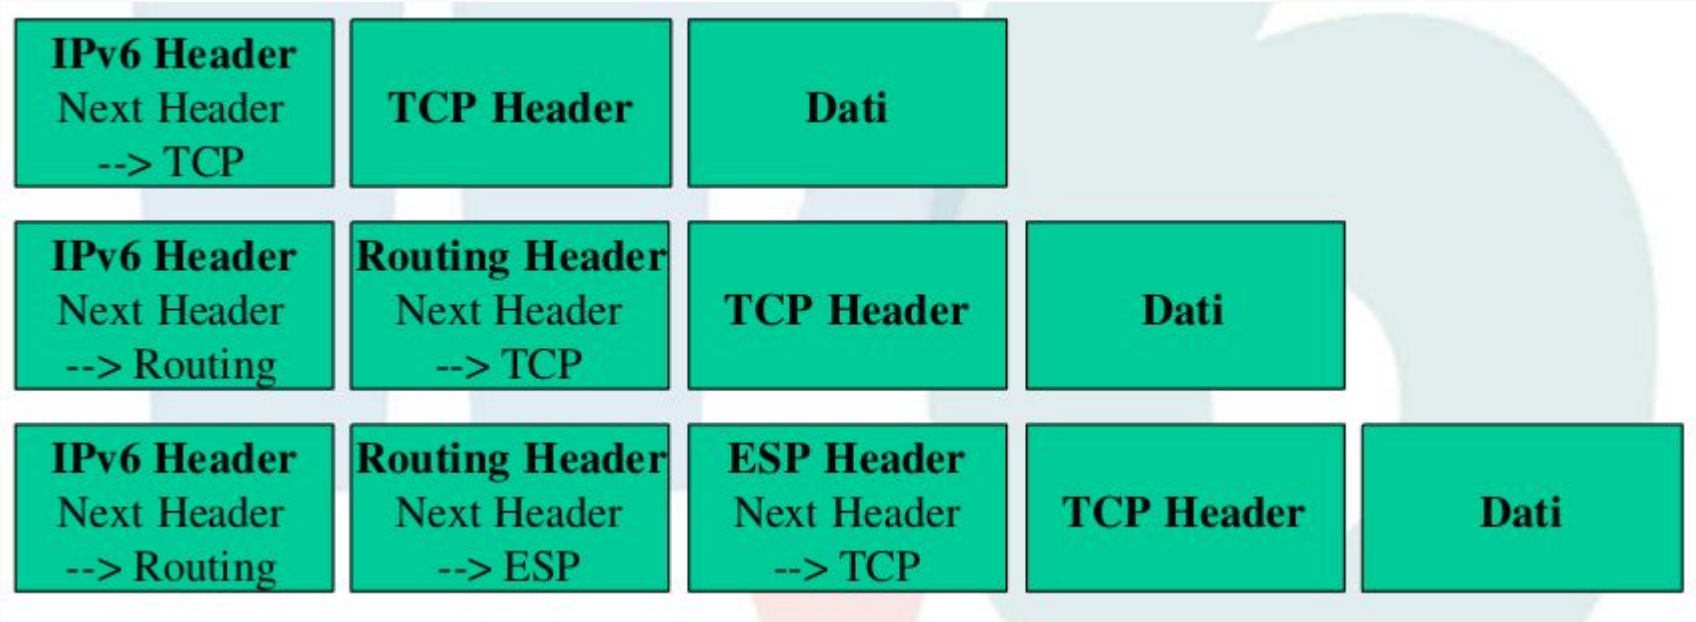 IPv6 Header
Next Header
--> TCP
TCP Header
Dati
IPv6 Header
Next Header
--> Routing
Routing Header
Next Header
--> TCP
TCP Header
Dati
IPv6 Header
Next Header
--> Routing
Routing Header
Next Header
--> ESP
ESP Header
Next Header
--> TCP
TCP Header
Dati